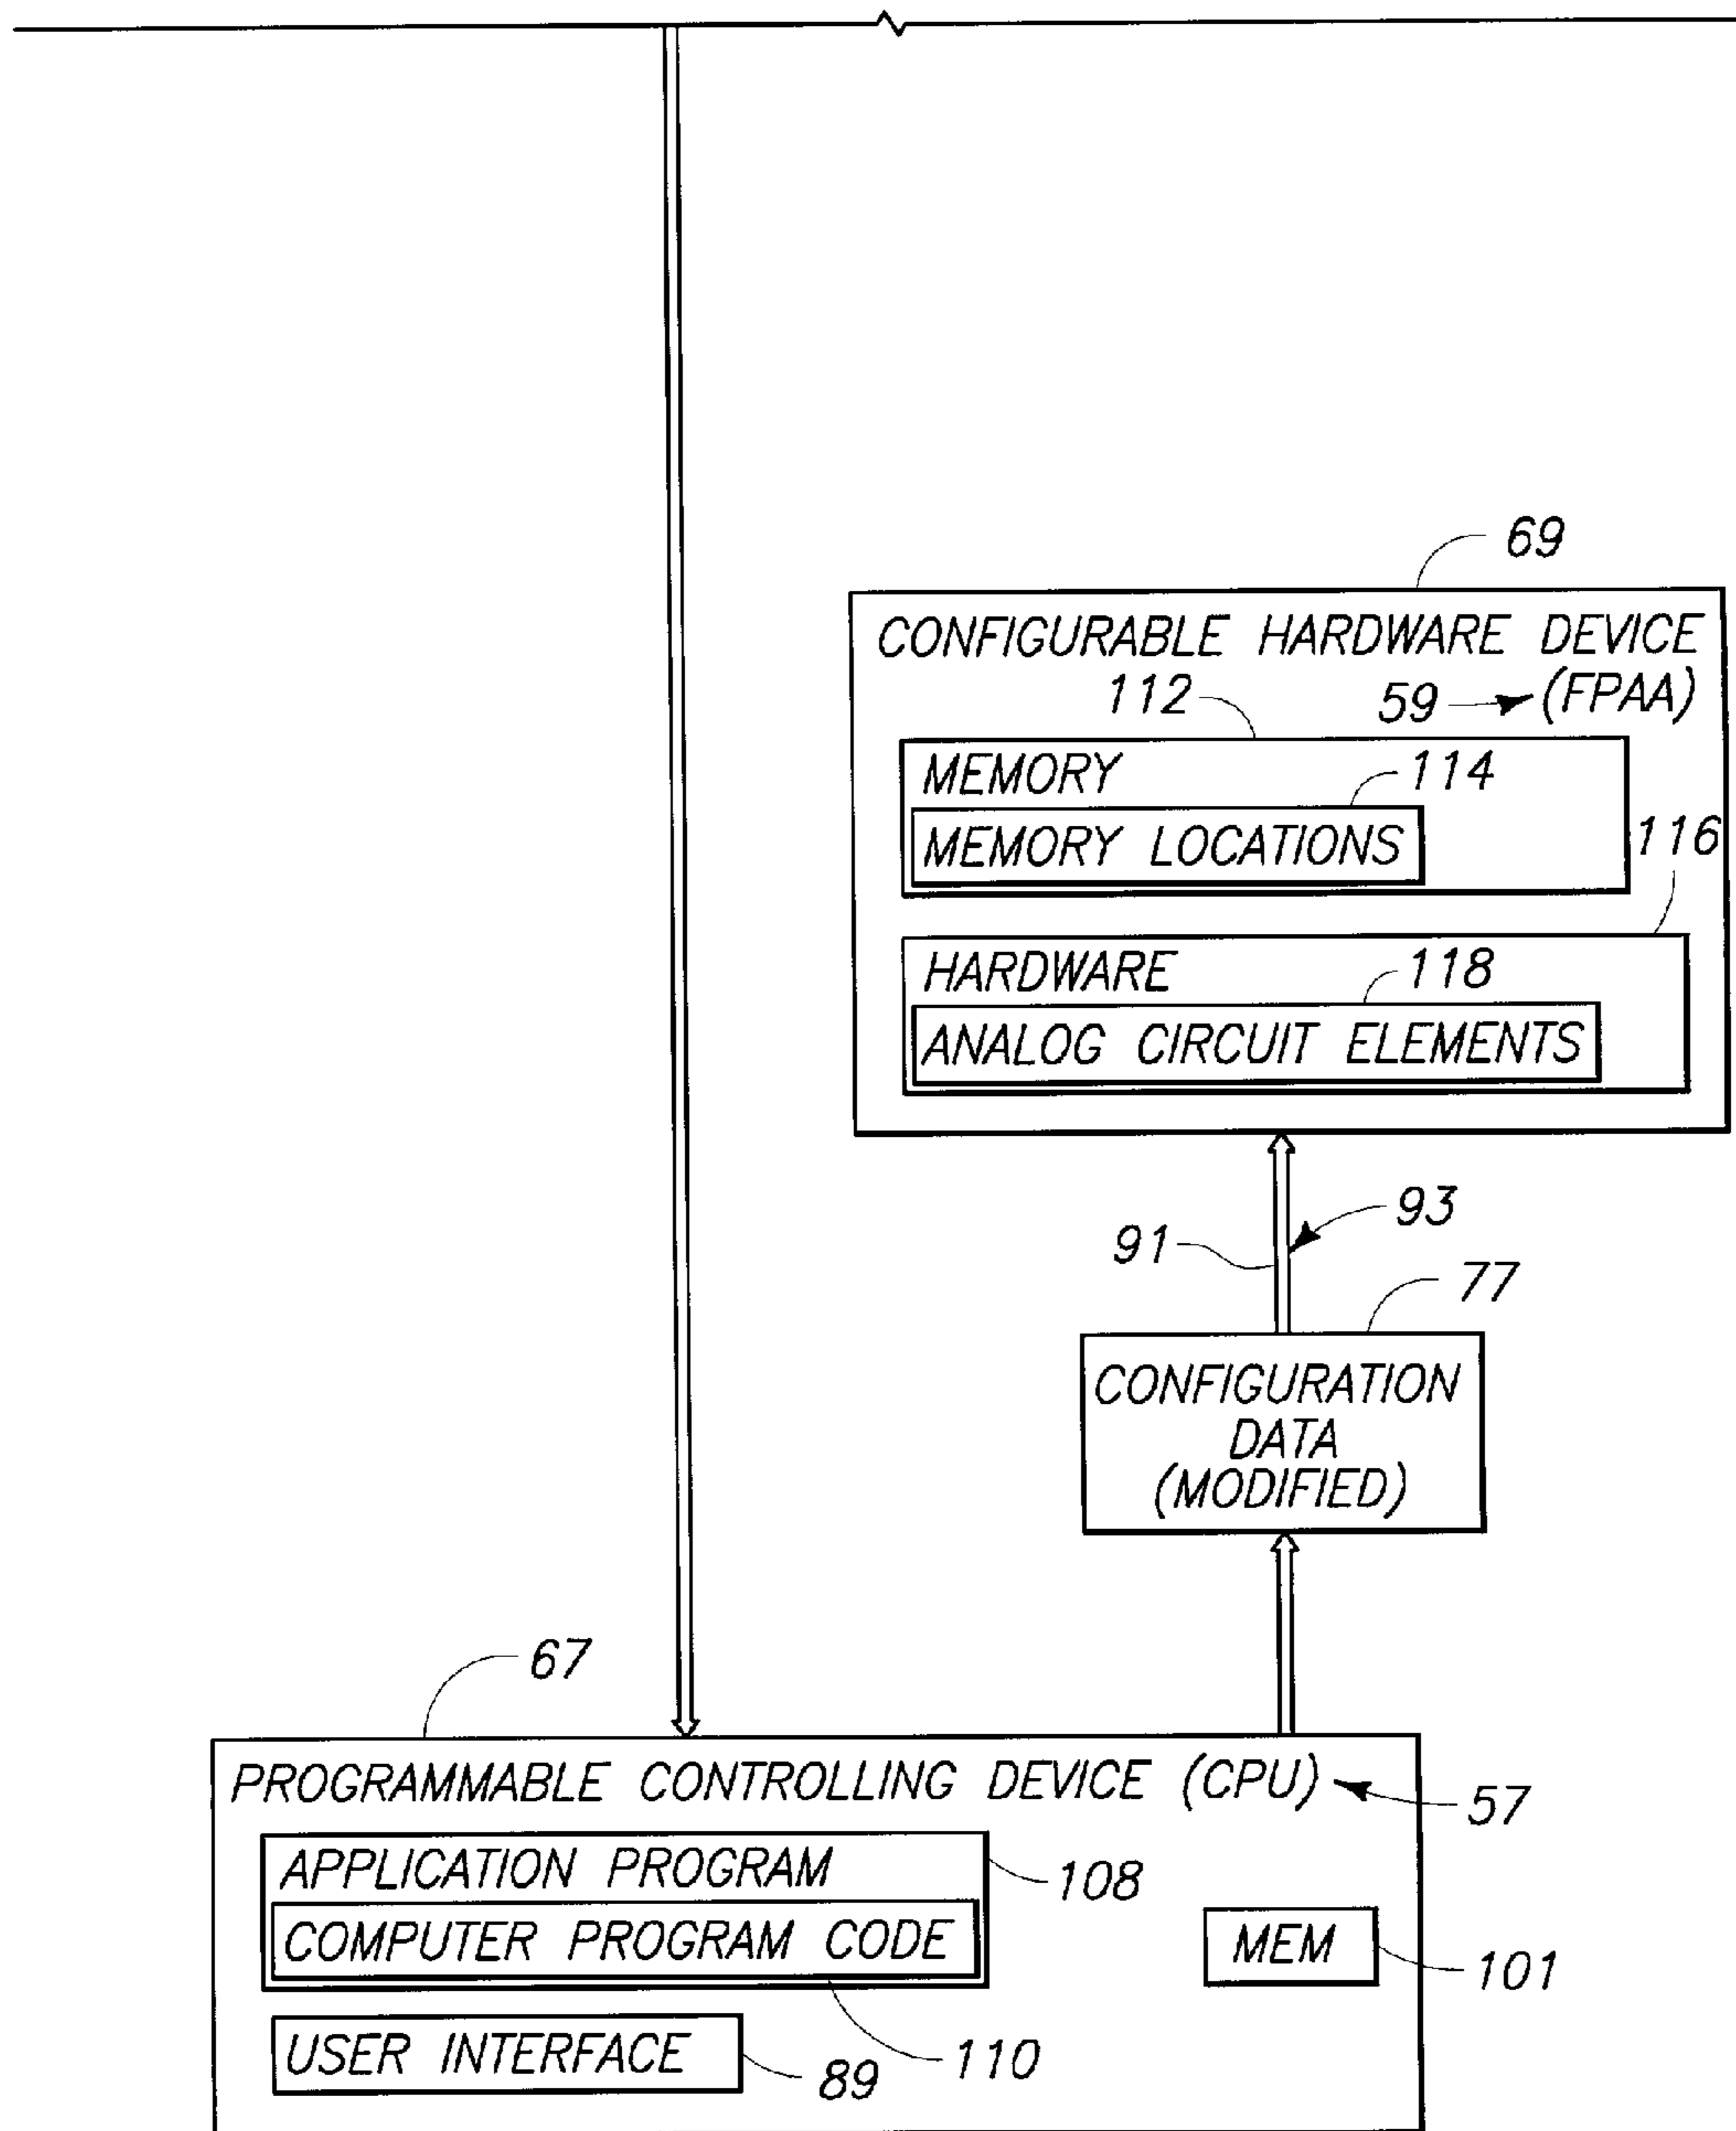 69
CONFIGURABLE HARDWARE DEVICE
112
59
(FPAA)
MEMORY
114
MEMORY LOCATIONS
116
HARDWARE
118
ANALOG CIRCUIT ELEMENTS
93
91
77
CONFIGURATION
DATA
(MODIFIED)
67
PROGRAMMABLE CONTROLLING DEVICE (CPU)
57
APPLICATION PROGRAM
108
COMPUTER PROGRAM CODE
MEM
101
USER INTERFACE
110
89